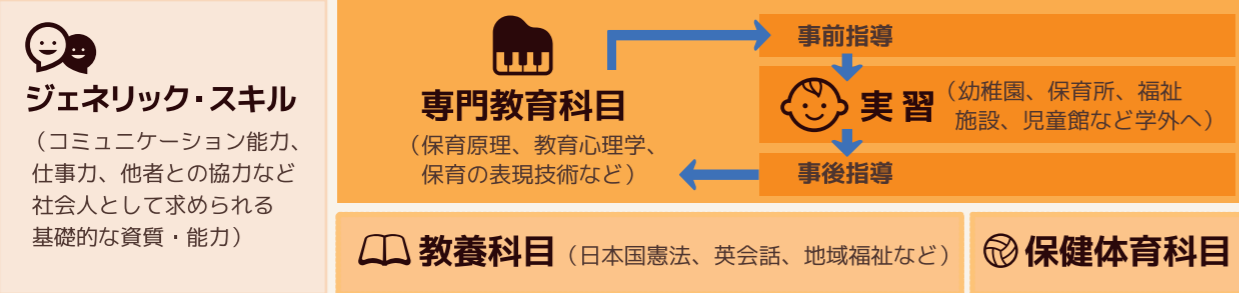 ジェネリック・スキル
（コミュニケーション能力、
仕事力、他者との協力など
社会人として求められる
基礎的な資質・能力）
専門教育科目
（保育原理、教育心理学、
保育の表現技術など）
事前指導
実習（幼稚園、保育所、福祉
施設、児童館など学外へ）
事後指導
教養科目（日本国憲法、英会話、地域福祉など）
保健体育科目